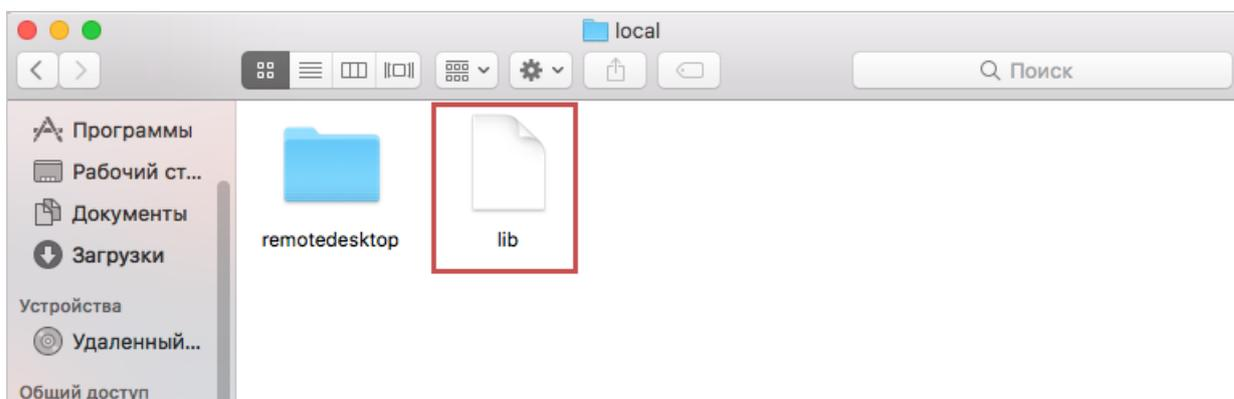 local
Поиск
Программы
Рабочий ст...
Документы
Загрузки
remotedesktop
lib
Устройства
Удаленный...
Общий доступ